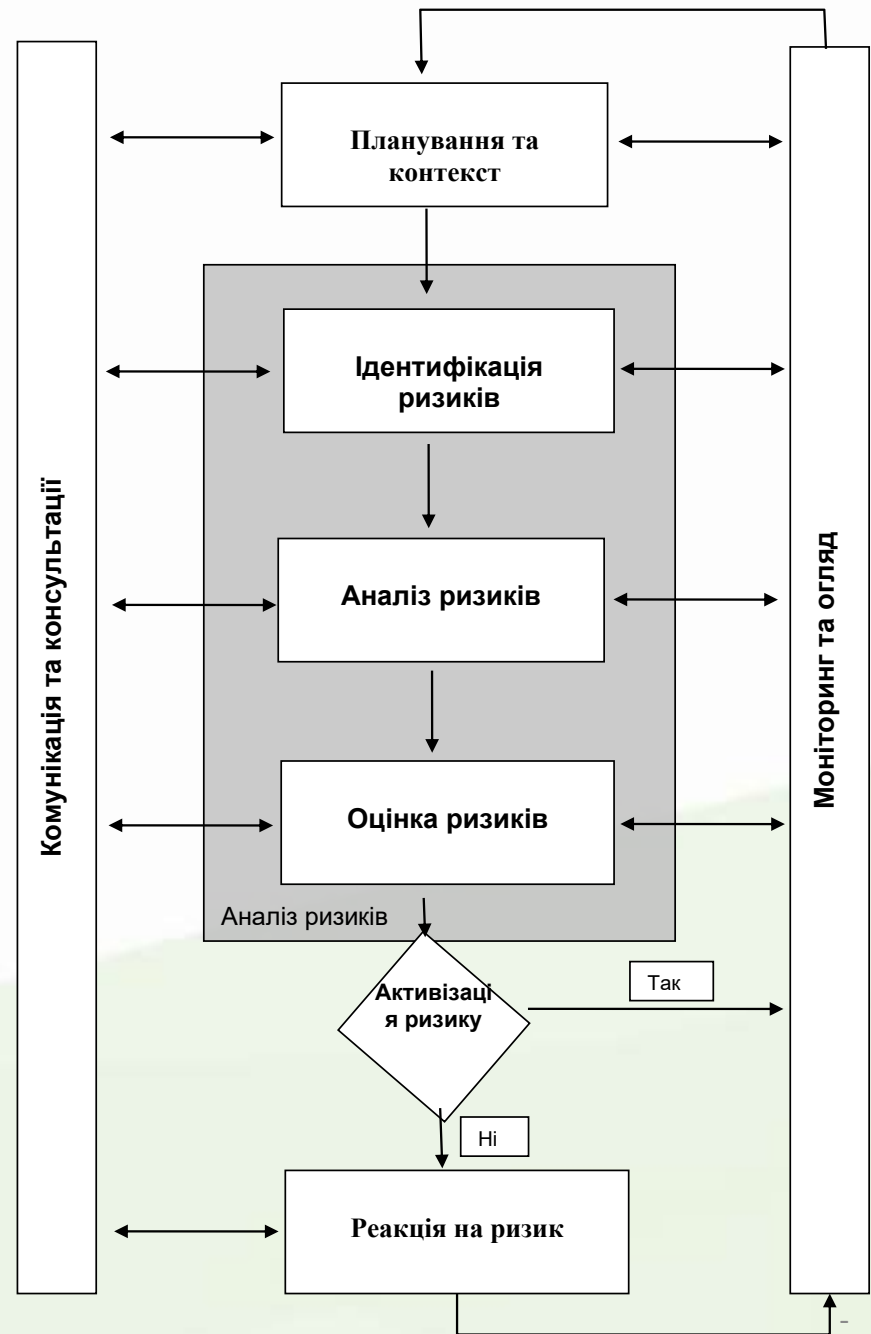 Планування та
контекст
Ідентифікація
ризиків
Аналіз ризиків
Оцінка ризиків
Аналіз ризиків
Активізаці
я ризику
Так
Ні
Реакція на ризик
Комунікація та консультації
Моніторинг та огляд